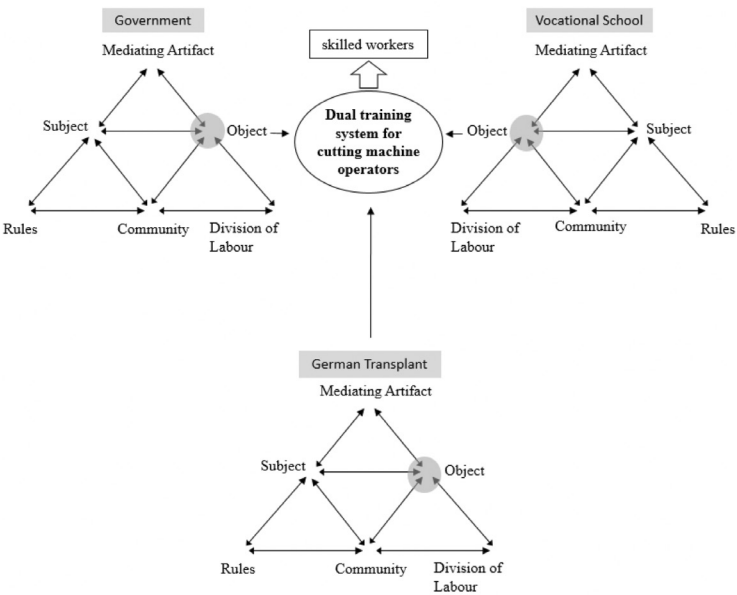 Government
Mediating Artifact
Subject
Object
Rules
Community
Division of
Labour
skilled workers
Dual training
system for
cutting machine
operators
Vocational School
Mediating Artifact
Object
Subject
Division of
Labour
Community
Rules
German Transplant
Mediating Artifact
Subject
Object
Rules
Community
Division of
Labour